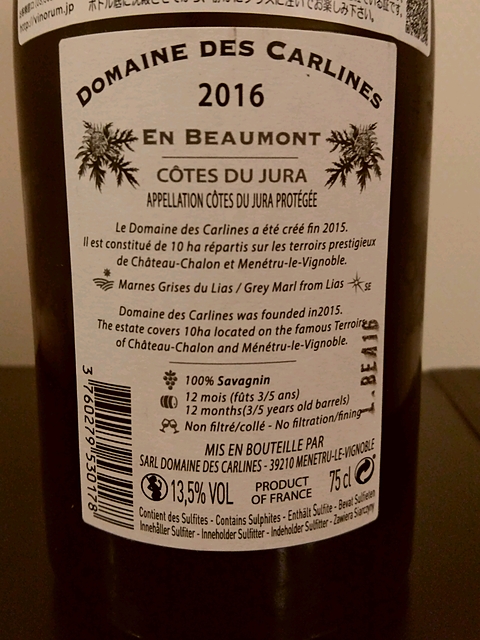 http://vinorum.jp
DOMAINE DES CARLINES
2016
EN BEAUMONT
CÔTES DU JURA
APPELLATION CÔTES DU JURA PROTÉGÉE
Le Domaine des Carlines a été créé fin 2015.
Il est constitué de 10 ha répartis sur les terroirs prestigieux
de Château-Chalon et Menétru-le-Vignoble.
Marnes Grises du Lias / Grey Marl from Lias SE
Domaine des Carlines was founded in2015.
The estate covers 10ha located on the famous Terroirs
of Château-Chalon and Ménétru-le-Vignoble.
L.BEA16
100% Savagnin
12 mois (fûts 3/5 ans)
12 months(3/5 years old barrels)
Non filtré/collé - No filtration/fining
MIS EN BOUTEILLE PAR
SARL DOMAINE DES CARLINES - 39210 MENETRU-LE-VIGNOBLE
13,5% VOL
PRODUCT
OF FRANCE
75 cl
Contient des Sulfites - Contains Sulphites - Enthält Sulfite - Bevat Sulfieten
Innehåller Sulfitter - Inneholder Sulfitter - Indeholder Sulfitter - Zawiera Siarczyny
3 760279 530178